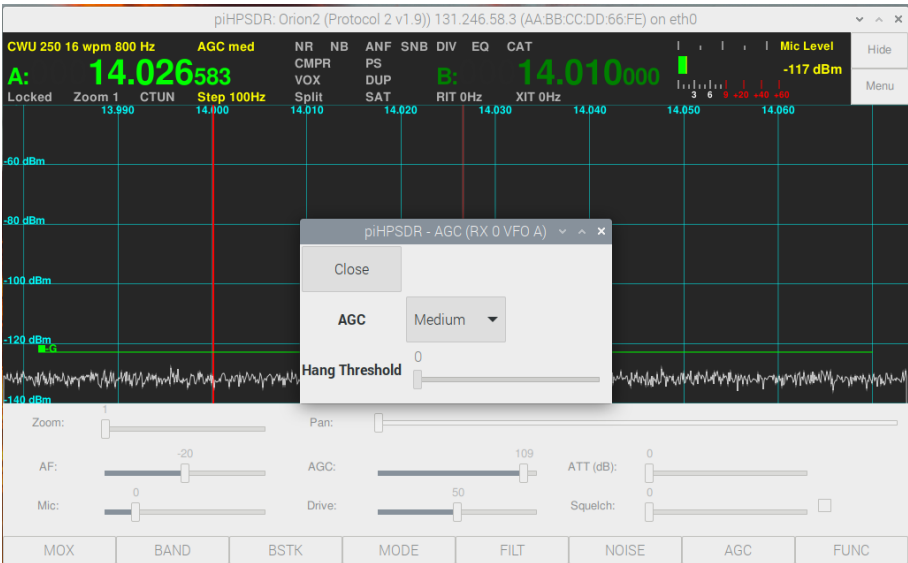 piHPSDR: Orion2 (Protocol 2 v1.9)) 131.246.58.3 (AA:BB:CC:DD:66:FE) on eth0
CWU 250 16 wpm 800 Hz AGC med NR NB ANF SNB DIV EQ CAT Mic Level Hide
CMPR PS
A: 14.026583 VOX DUP B: 14.010000 -117 dBm
Locked Zoom 1 CTUN Step 100Hz Split SAT RIT 0Hz XIT 0Hz 3 6 9 +20 +40 +60 Menu
13.990 14.000 14.010 14.020 14.030 14.040 14.050 14.060
-60 dBm
-80 dBm
piHPSDR - AGC (RX 0 VFO A)
Close
-100 dBm
AGC Medium
-120 dBm
-G
Hang Threshold 0
-140 dBm
Zoom: 1 Pan:
AF: -20 AGC: 109 ATT (dB): 0
Mic: 0 Drive: 50 Squelch: 0
MOX BAND BSTK MODE FILT NOISE AGC FUNC